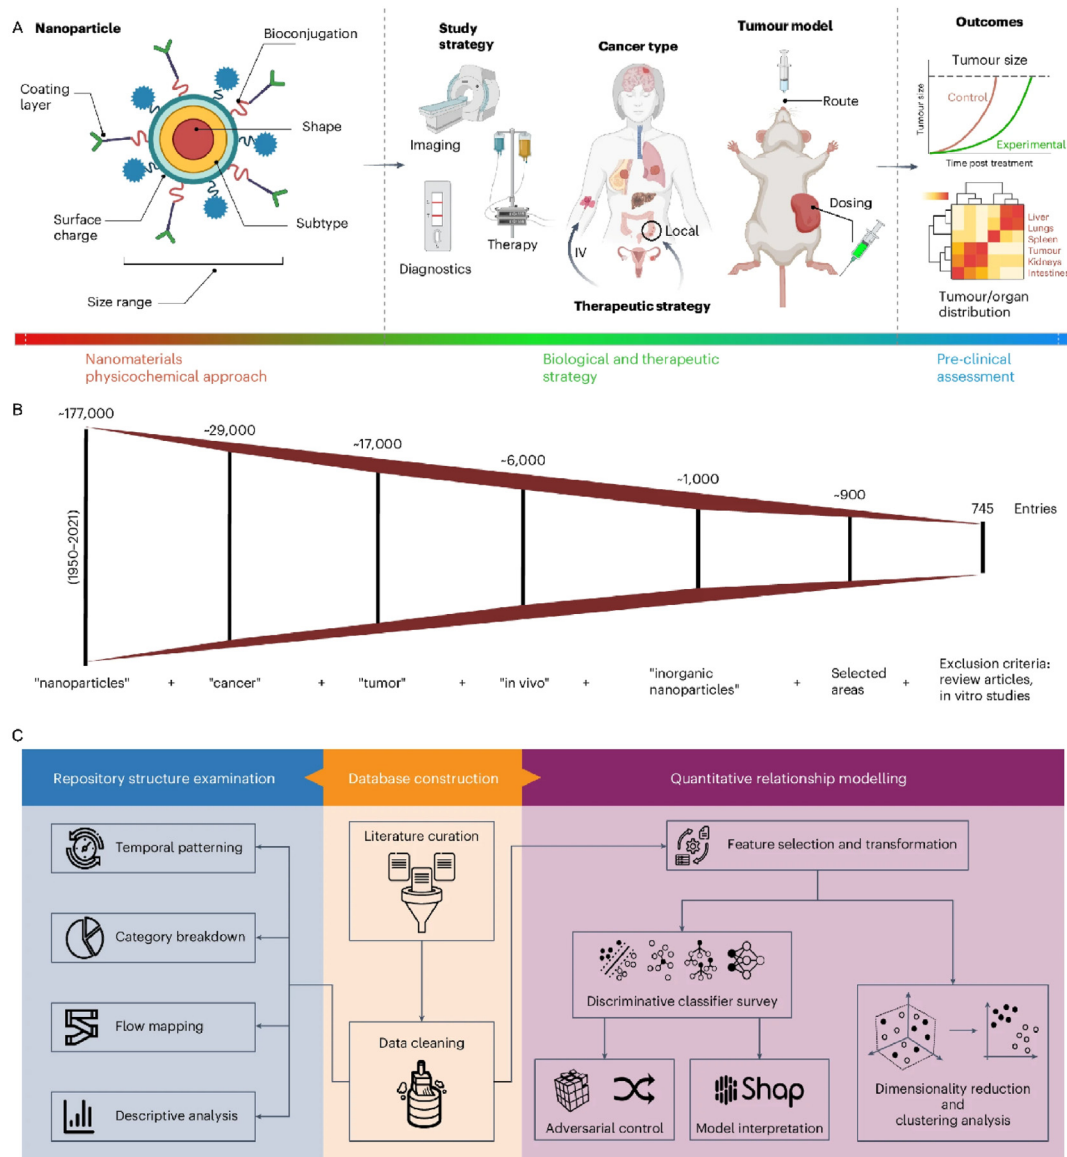 A
Nanoparticle
Bioconjugation
Coating
layer
Shape
Surface
charge
Subtype
Size range
Study
strategy
Imaging
Diagnostics
Therapy
Cancer type
IV
Local
Therapeutic strategy
Tumour model
Route
Dosing
Outcomes
Tumour size
Tumour size
Control
Experimental
Time post treatment
Liver
Lungs
Spleen
Tumour
Kidneys
Intestines
Tumour/organ
distribution
Nanomaterials
physicochemical approach
Biological and therapeutic
strategy
Pre-clinical
assessment
B
~177,000
~29,000
~17,000
~6,000
~1,000
~900
745 Entries
(1950–2021)
"nanoparticles" + "cancer" + "tumor" + "in vivo" + "inorganic
nanoparticles" + Selected
areas + Exclusion criteria:
review articles,
in vitro studies
C
Repository structure examination
Database construction
Quantitative relationship modelling
Temporal patterning
Category breakdown
Flow mapping
Descriptive analysis
Literature curation
Data cleaning
Feature selection and transformation
Discriminative classifier survey
Adversarial control
Shap
Model interpretation
Dimensionality reduction
and
clustering analysis